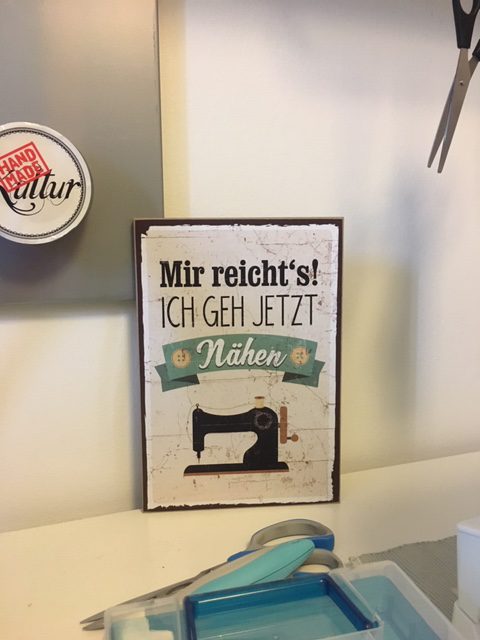 HAND
MADE
Kultur
Mir reicht's!
ICH GEH JETZT
Nähen